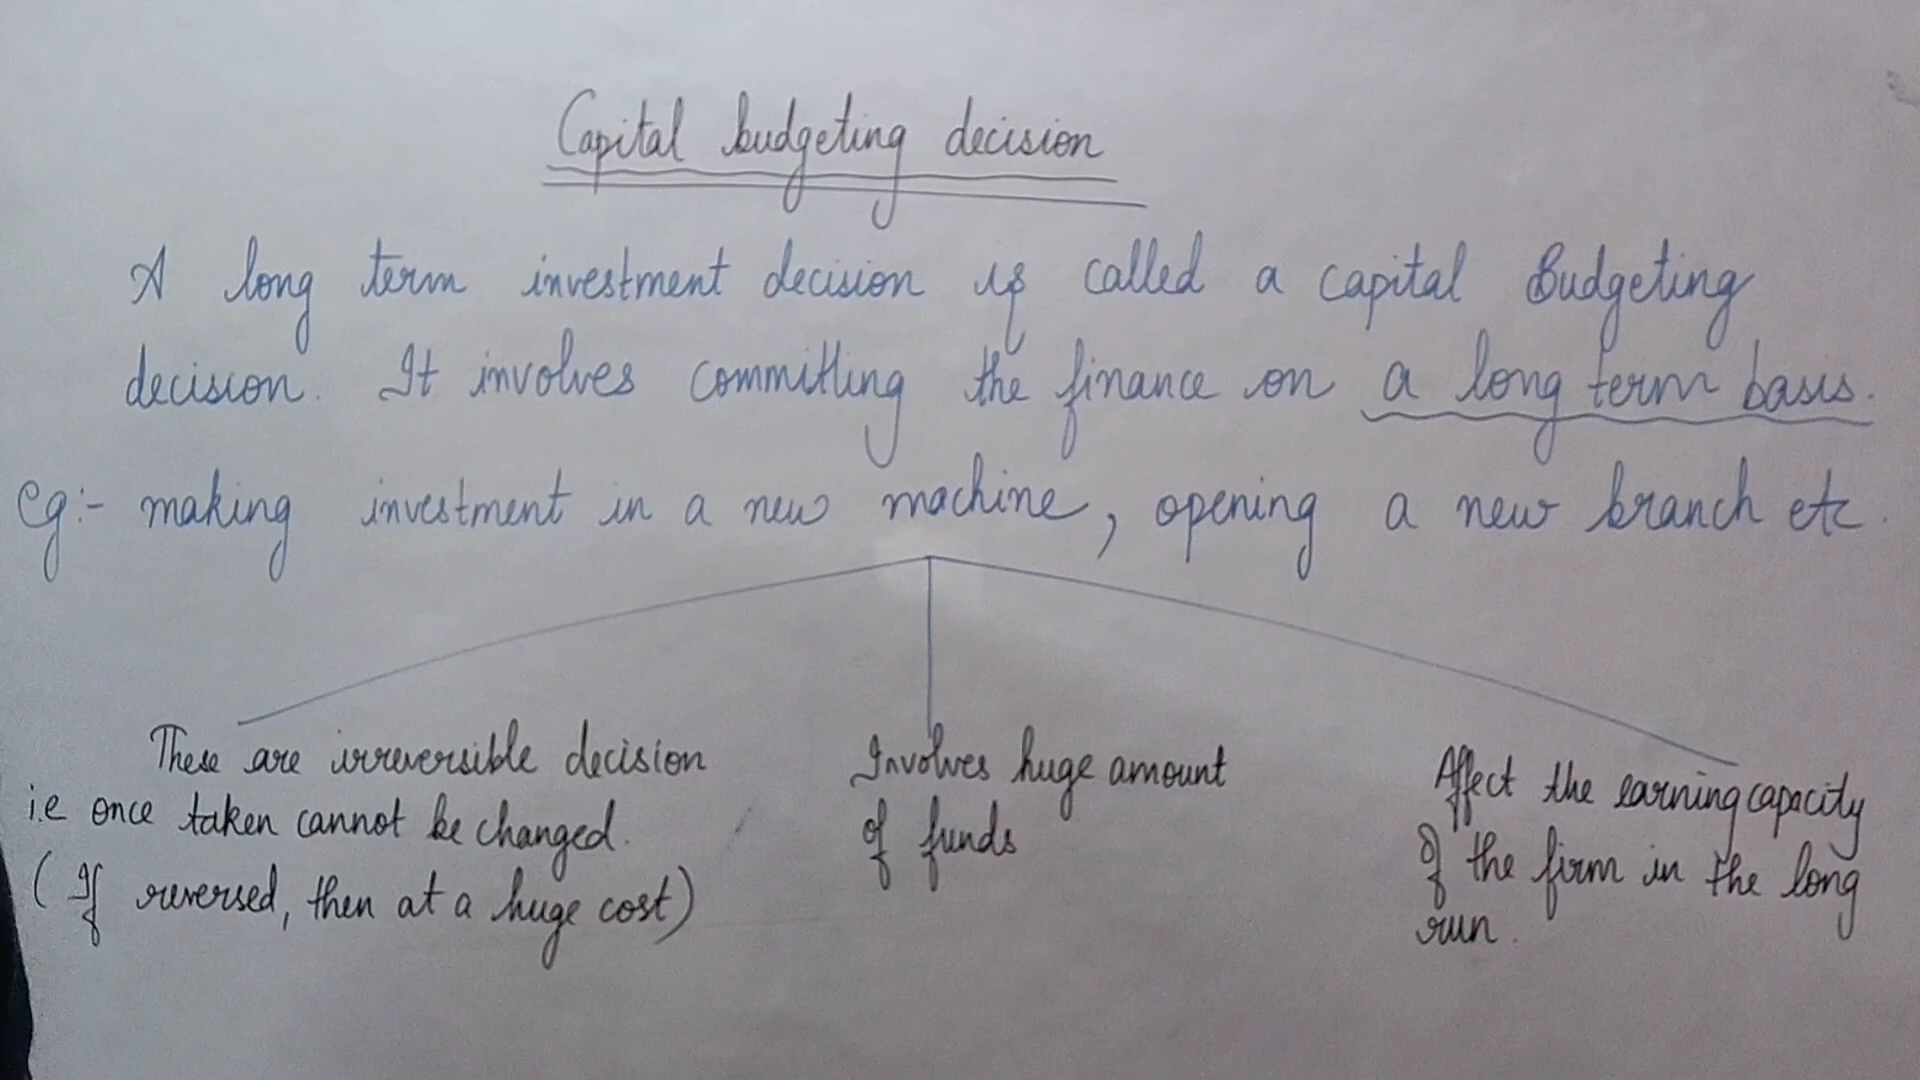 Capital budgeting decision
A long term investment decision is called a capital Budgeting
decision. It involves committing the finance on a long term basis.
eg:- making investment in a new machine, opening a new branch etc.
These are irreversible decision
i.e once taken cannot be changed.
(If reversed, then at a huge cost)
Involves huge amount
of funds
Affect the earning capacity
of the firm in the long
run.